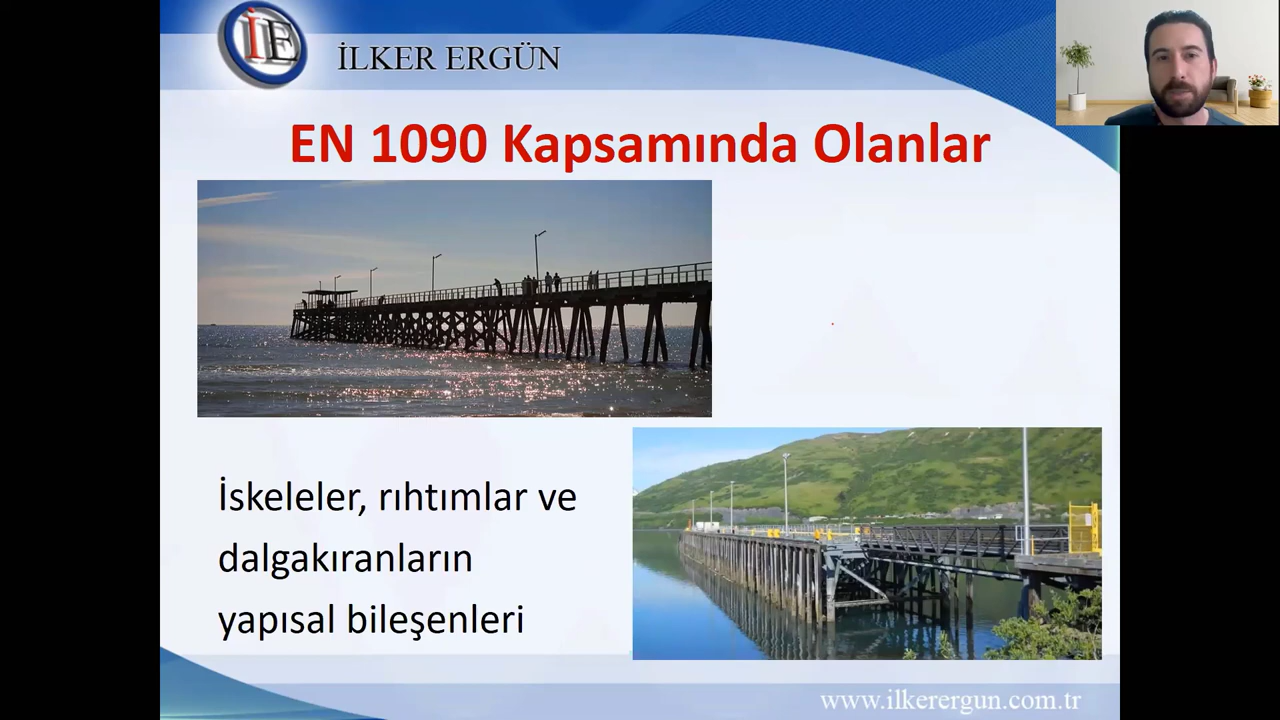 İE
İLKER ERGÜN
EN 1090 Kapsamında Olanlar
İskeleler, rıhtımlar ve
dalgakıranların
yapısal bileşenleri
www.ilkerergun.com.tr